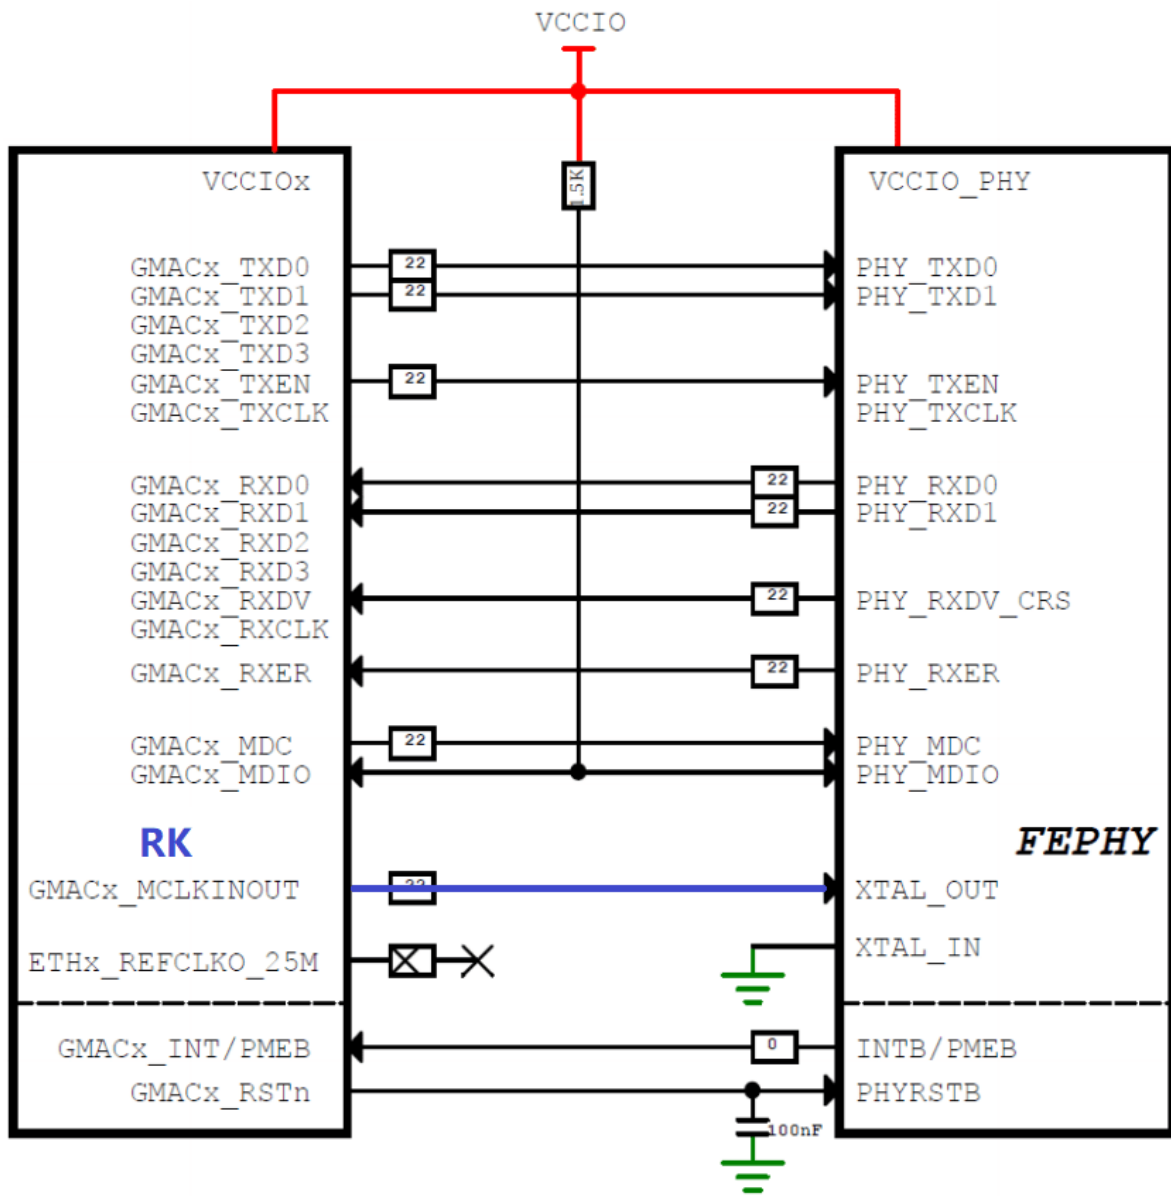 VCCIO
VCCIOx
1.5K
VCCIO_PHY
GMACx_TXD0 22 PHY_TXD0
GMACx_TXD1 22 PHY_TXD1
GMACx_TXD2
GMACx_TXD3
GMACx_TXEN 22 PHY_TXEN
GMACx_TXCLK PHY_TXCLK
GMACx_RXD0 22 PHY_RXD0
GMACx_RXD1 22 PHY_RXD1
GMACx_RXD2
GMACx_RXD3
GMACx_RXDV 22 PHY_RXDV_CRS
GMACx_RXCLK
GMACx_RXER 22 PHY_RXER
GMACx_MDC 22 PHY_MDC
GMACx_MDIO PHY_MDIO
RK FEPHY
GMACx_MCLKINOUT 22 XTAL_OUT
ETHx_REFCLKO_25M XTAL_IN
GMACx_INT/PMEB 0 INTB/PMEB
GMACx_RSTn PHYRSTB
100nF